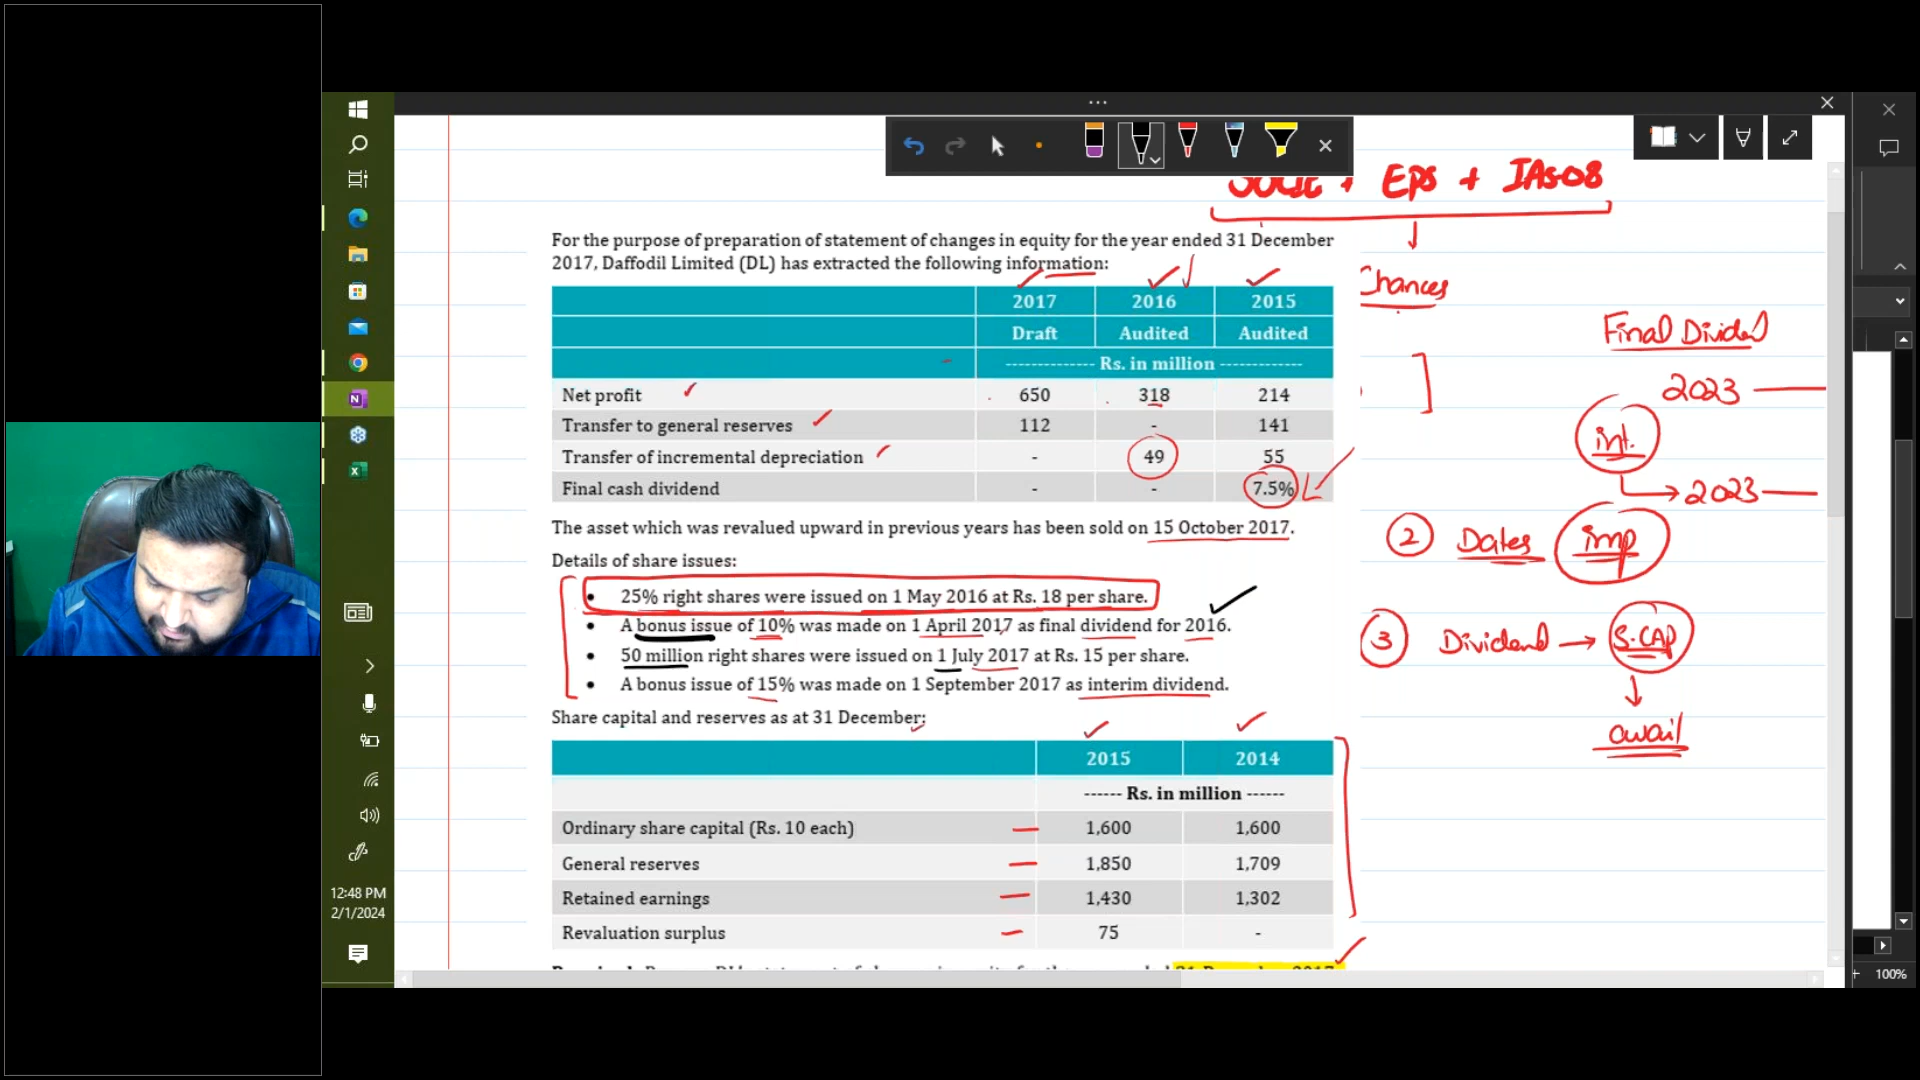 SOCIE + Eps + IAS08
For the purpose of preparation of statement of changes in equity for the year ended 31 December
2017, Daffodil Limited (DL) has extracted the following information:
Chances
2017 2016 2015
Final Divided
Draft Audited Audited
-------------- Rs. in million ------------
2023
Net profit 650 318 214
Transfer to general reserves 112 - 141
int.
Transfer of incremental depreciation - 49 55
Final cash dividend - - 7.5%
2023
The asset which was revalued upward in previous years has been sold on 15 October 2017.
2 Dates imp
Details of share issues:
• 25% right shares were issued on 1 May 2016 at Rs. 18 per share.
• A bonus issue of 10% was made on 1 April 2017 as final dividend for 2016.
3 Dividend → S.CAP
• 50 million right shares were issued on 1 July 2017 at Rs. 15 per share.
• A bonus issue of 15% was made on 1 September 2017 as interim dividend.
Share capital and reserves as at 31 December:
avail
2015 2014
------ Rs. in million ------
Ordinary share capital (Rs. 10 each) 1,600 1,600
General reserves 1,850 1,709
Retained earnings 1,430 1,302
Revaluation surplus 75 -
12:48 PM
2/1/2024
100%